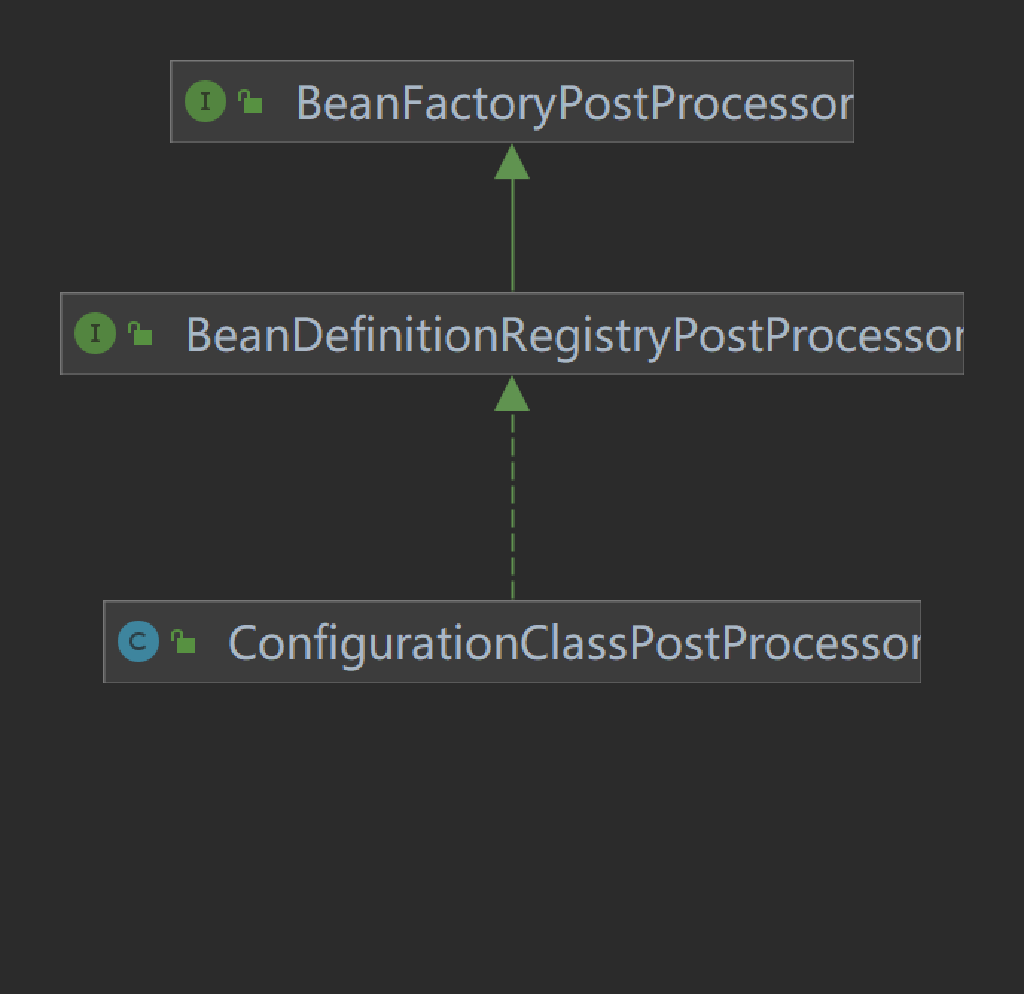 I BeanFactoryPostProcessor
I BeanDefinitionRegistryPostProcessor
C ConfigurationClassPostProcessor